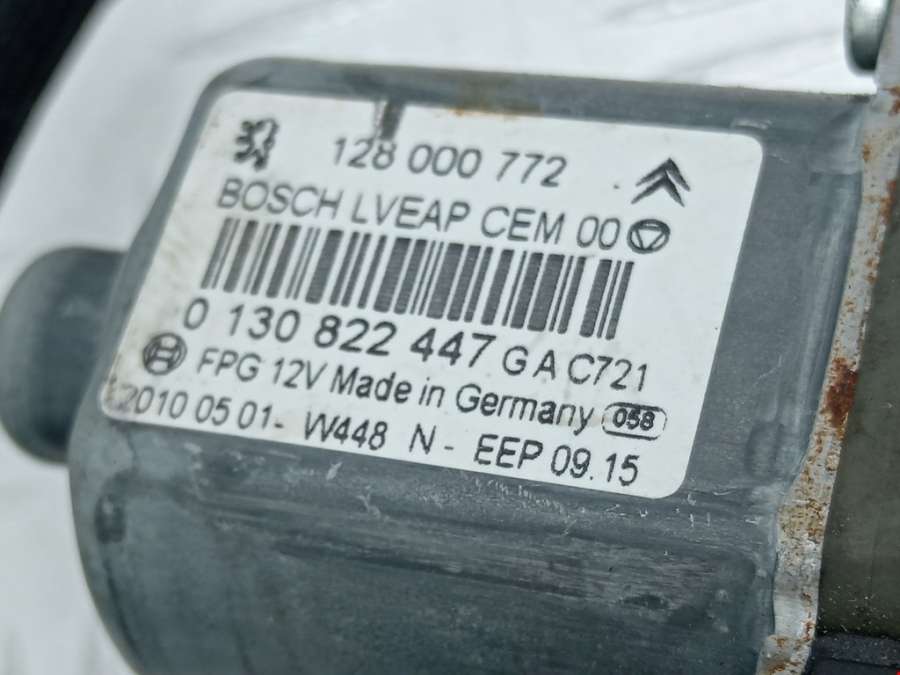 128 000 772
BOSCH LVEAP CEM 00
0 130 822 447 G A C721
FPG 12V Made in Germany 058
2010 05 01- W448 N - EEP 09.15